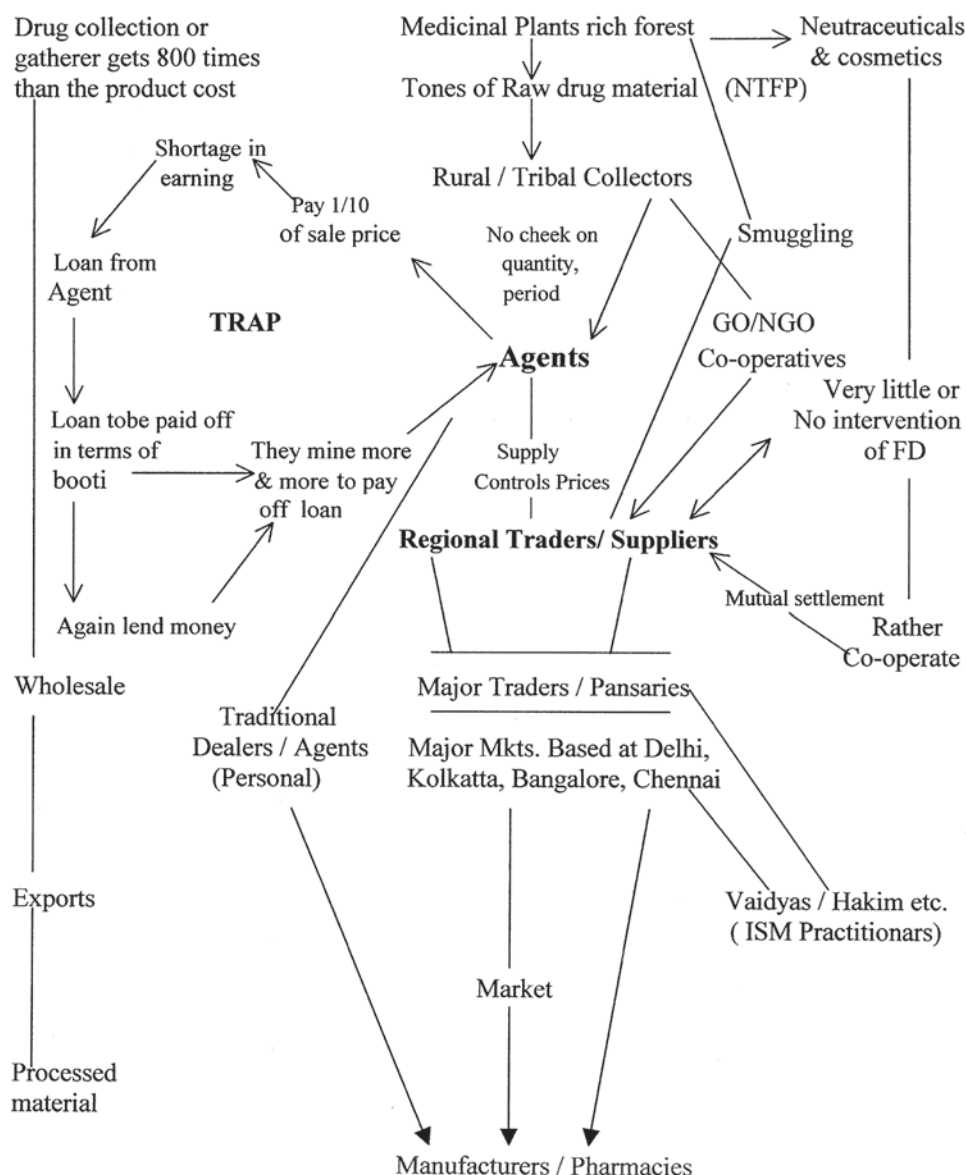 Drug collection or
gatherer gets 800 times
than the product cost
Medicinal Plants rich forest
Neutraceuticals
& cosmetics
Tones of Raw drug material
(NTFP)
Shortage in
earning
Rural / Tribal Collectors
Pay 1/10
of sale price
No cheek on
quantity,
period
Smuggling
Loan from
Agent
TRAP
GO/NGO
Co-operatives
Agents
Very little or
No intervention
of FD
Loan tobe paid off
in terms of
booti
They mine more
& more to pay
off loan
Supply
Controls Prices
Regional Traders/ Suppliers
Again lend money
Mutual settlement
Rather
Co-operate
Wholesale
Major Traders / Pansaries
Traditional
Dealers / Agents
(Personal)
Major Mkts. Based at Delhi,
Kolkatta, Bangalore, Chennai
Exports
Vaidyas / Hakim etc.
( ISM Practitionars)
Market
Processed
material
Manufacturers / Pharmacies